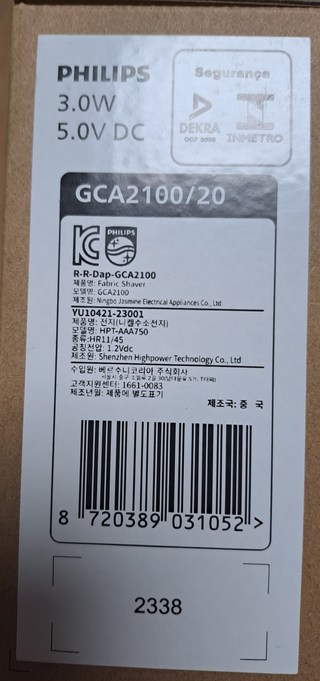 PHILIPS
3.0W
5.0V DC
Segurança
DEKRA
INMETRO
GCA2100/20
PHILIPS
R-R-Dap-GCA2100
제품명: Fabric Shaver
모델명: GCA2100
제조원: Ningbo Jasmine Electrical Appliances Co., Ltd
YU10421-23001
제품명: 전지(니켈수소전지)
모델명: HPT-AAA750
종류:HR11/45
공칭전압: 1.2Vdc
제조원: Shenzhen Highpower Technology Co., Ltd
수입원: 베르수니코리아 주식회사
고객지원센터: 1661-0083
제조년월: 제품에 별도표기
제조국: 중 국
8 720389 031052 >
2338